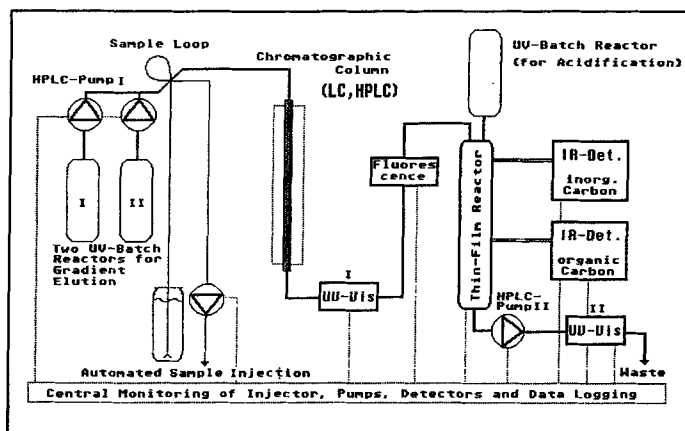 Sample Loop
HPLC-Pump I
Chromatographic
Column
(LC,HPLC)
UV-Batch Reactor
(for Acidification)
Fluores
cence
Thin-Film Reactor
IR-Det.
inorg.
Carbon
IR-Det.
organic
Carbon
I
II
Two UV-Batch
Reactors for
Gradient
Elution
I
UV-Vis
HPLC-
Pump II
II
UV-Vis
Waste
Automated Sample Injection
Central Monitoring of Injector, Pumps, Detectors and Data Logging